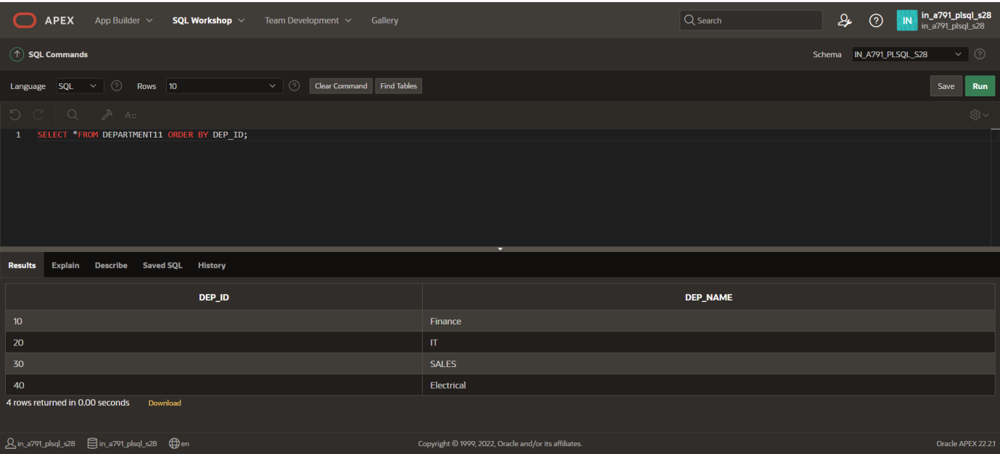 APEX App Builder SQL Workshop Team Development Gallery Search IN in_a791_plsql_s28
in_a791_plsql_s28
SQL Commands Schema IN_A791_PLSQL_S28
Language SQL Rows 10 Clear Command Find Tables Save Run
A::
1 SELECT *FROM DEPARTMENT11 ORDER BY DEP_ID;
Results Explain Describe Saved SQL History
DEP_ID DEP_NAME
10 Finance
20 IT
30 SALES
40 Electrical
4 rows returned in 0.00 seconds Download
in_a791_plsql_s28 in_a791_plsql_s28 en Copyright © 1999, 2022, Oracle and/or its affiliates. Oracle APEX 22.2.1